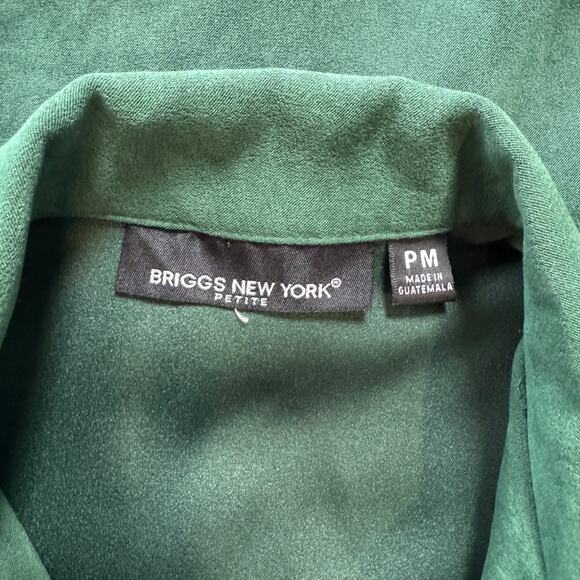 BRIGGS NEW YORK®
PETITE
PM
MADE IN
GUATEMALA